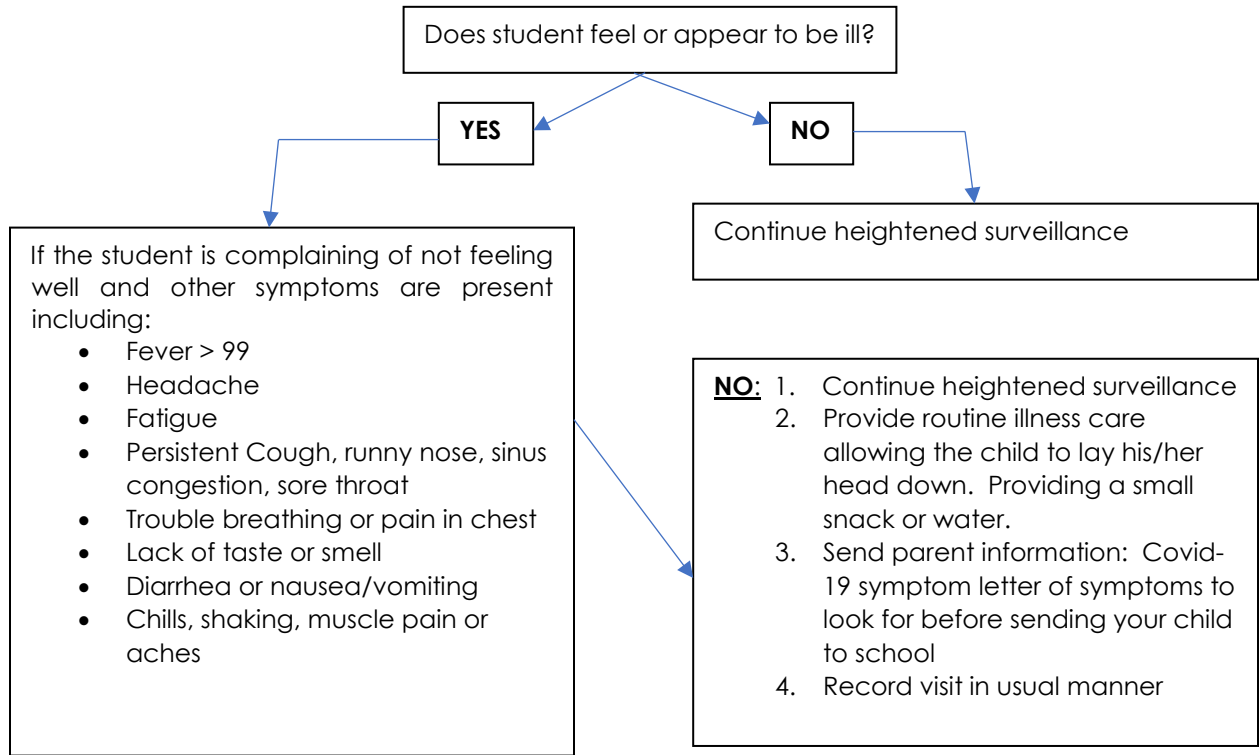 Does student feel or appear to be ill?
YES
NO
Continue heightened surveillance
If the student is complaining of not feeling
well and other symptoms are present
including:
• Fever > 99
• Headache
• Fatigue
• Persistent Cough, runny nose, sinus
congestion, sore throat
• Trouble breathing or pain in chest
• Lack of taste or smell
• Diarrhea or nausea/vomiting
• Chills, shaking, muscle pain or
aches
NO: 1. Continue heightened surveillance
2. Provide routine illness care
allowing the child to lay his/her
head down. Providing a small
snack or water.
3. Send parent information: Covid-
19 symptom letter of symptoms to
look for before sending your child
to school
4. Record visit in usual manner